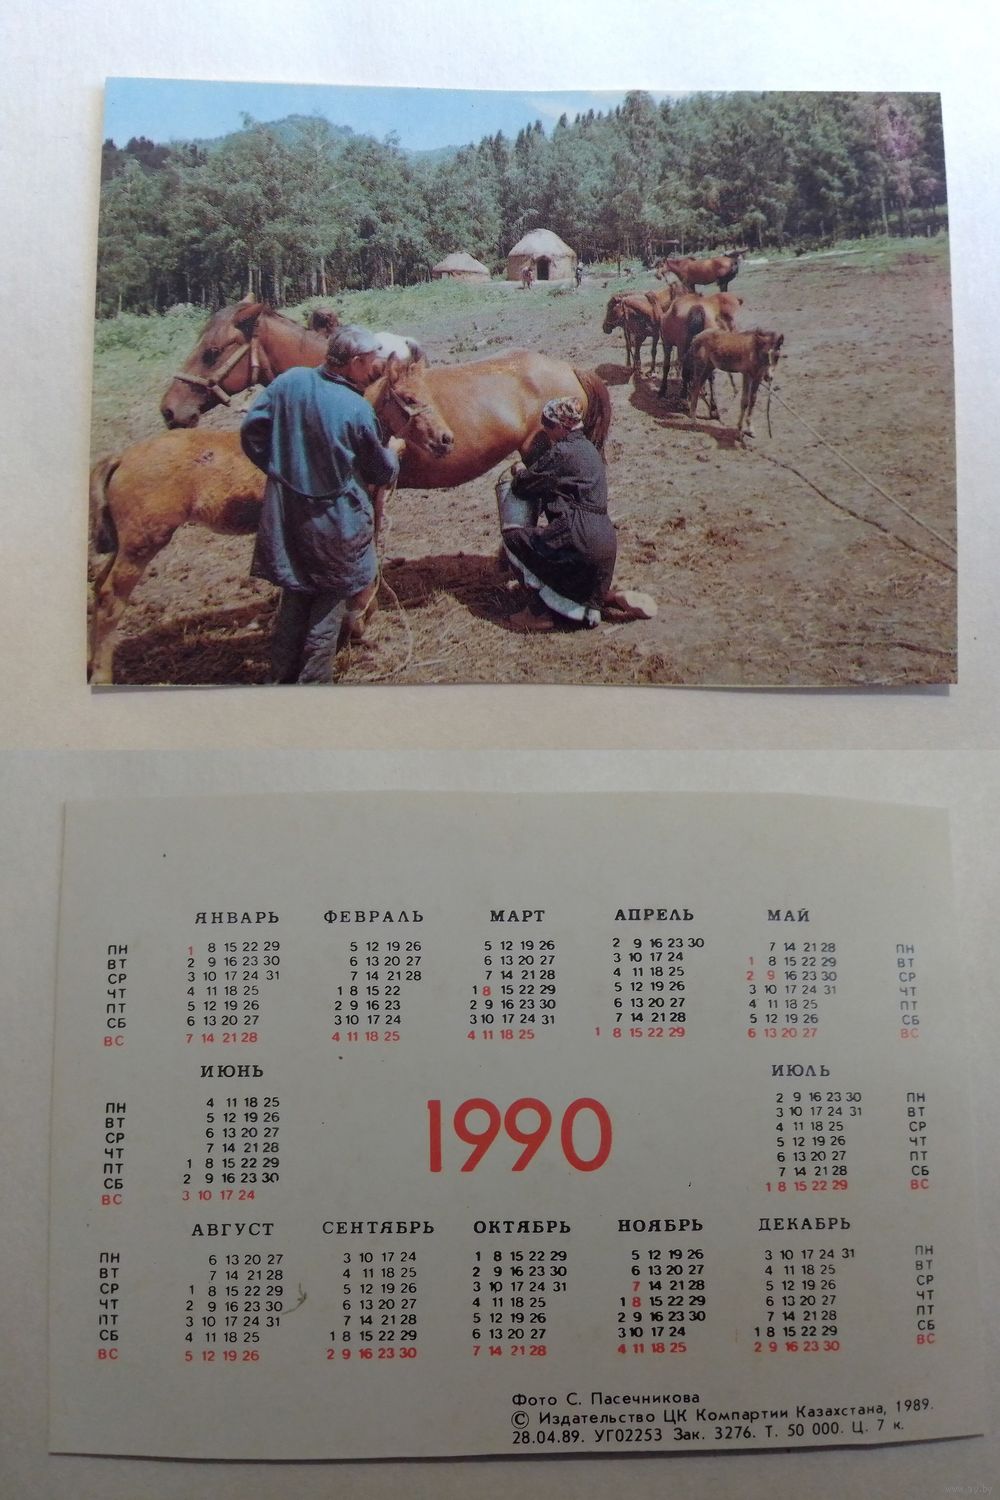 ЯНВАРЬ ФЕВРАЛЬ МАРТ АПРЕЛЬ МАЙ
ПН 1 8 15 22 29 5 12 19 26 5 12 19 26 2 9 16 23 30 7 14 21 28 ПН
ВТ 2 9 16 23 30 6 13 20 27 6 13 20 27 3 10 17 24 1 8 15 22 29 ВТ
СР 3 10 17 24 31 7 14 21 28 7 14 21 28 4 11 18 25 2 9 16 23 30 СР
ЧТ 4 11 18 25 1 8 15 22 1 8 15 22 29 5 12 19 26 3 10 17 24 31 ЧТ
ПТ 5 12 19 26 2 9 16 23 2 9 16 23 30 6 13 20 27 4 11 18 25 ПТ
СБ 6 13 20 27 3 10 17 24 3 10 17 24 31 7 14 21 28 5 12 19 26 СБ
ВС 7 14 21 28 4 11 18 25 4 11 18 25 1 8 15 22 29 6 13 20 27 ВС
ИЮНЬ ИЮЛЬ
1990
ПН 4 11 18 25 2 9 16 23 30 ПН
ВТ 5 12 19 26 3 10 17 24 31 ВТ
СР 6 13 20 27 4 11 18 25 СР
ЧТ 7 14 21 28 5 12 19 26 ЧТ
ПТ 1 8 15 22 29 6 13 20 27 ПТ
СБ 2 9 16 23 30 7 14 21 28 СБ
ВС 3 10 17 24 1 8 15 22 29 ВС
АВГУСТ СЕНТЯБРЬ ОКТЯБРЬ НОЯБРЬ ДЕКАБРЬ
ПН 6 13 20 27 3 10 17 24 1 8 15 22 29 5 12 19 26 3 10 17 24 31 ПН
ВТ 7 14 21 28 4 11 18 25 2 9 16 23 30 6 13 20 27 4 11 18 25 ВТ
СР 1 8 15 22 29 5 12 19 26 3 10 17 24 31 7 14 21 28 5 12 19 26 СР
ЧТ 2 9 16 23 30 6 13 20 27 4 11 18 25 1 8 15 22 29 6 13 20 27 ЧТ
ПТ 3 10 17 24 31 7 14 21 28 5 12 19 26 2 9 16 23 30 7 14 21 28 ПТ
СБ 4 11 18 25 1 8 15 22 29 6 13 20 27 3 10 17 24 1 8 15 22 29 СБ
ВС 5 12 19 26 2 9 16 23 30 7 14 21 28 4 11 18 25 2 9 16 23 30 ВС
Фото С. Пасечникова
© Издательство ЦК Компартии Казахстана, 1989.
28.04.89. УГ02253 Зак. 3276. Т. 50 000. Ц. 7 к.
www.ay.by